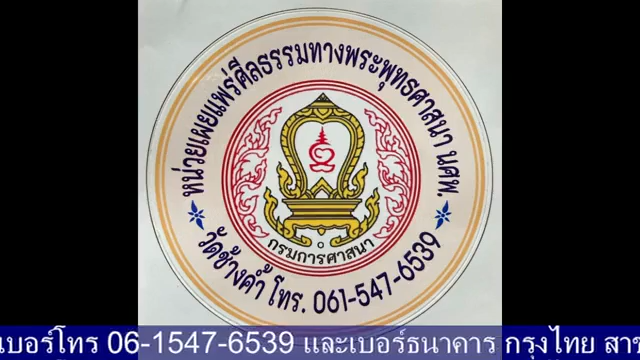 หน่วยเผยแพร่ศีลธรรมทางพระพุทธศาสนา นศพ.
กรมการศาสนา
วัดช้างค้ำ โทร. 061-547-6539
เบอร์โทร 06-1547-6539 และเบอร์ธนาคาร กรุงไทย